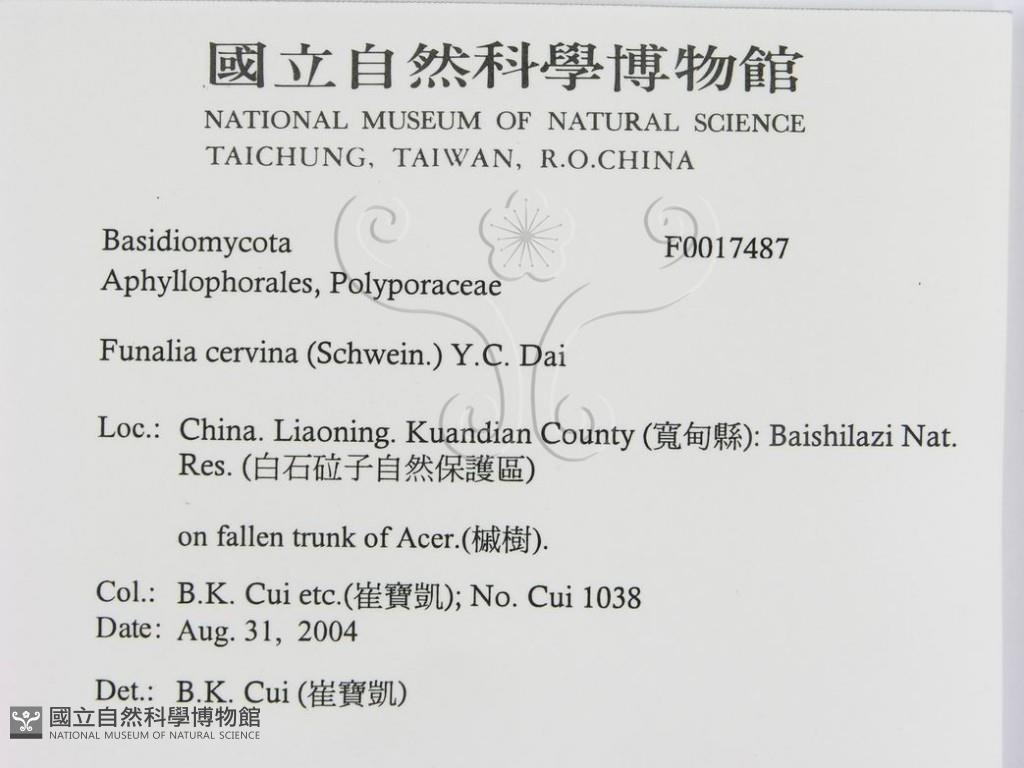 國立自然科學博物館
NATIONAL MUSEUM OF NATURAL SCIENCE
TAICHUNG, TAIWAN, R.O.CHINA
Basidiomycota F0017487
Aphyllophorales, Polyporaceae
Funalia cervina (Schwein.) Y.C. Dai
Loc.: China. Liaoning. Kuandian County (寬甸縣): Baishilazi Nat.
Res. (白石砬子自然保護區)
on fallen trunk of Acer.(槭樹).
Col.: B.K. Cui etc.(崔寶凱); No. Cui 1038
Date: Aug. 31, 2004
Det.: B.K. Cui (崔寶凱)
國立自然科學博物館
NATIONAL MUSEUM OF NATURAL SCIENCE